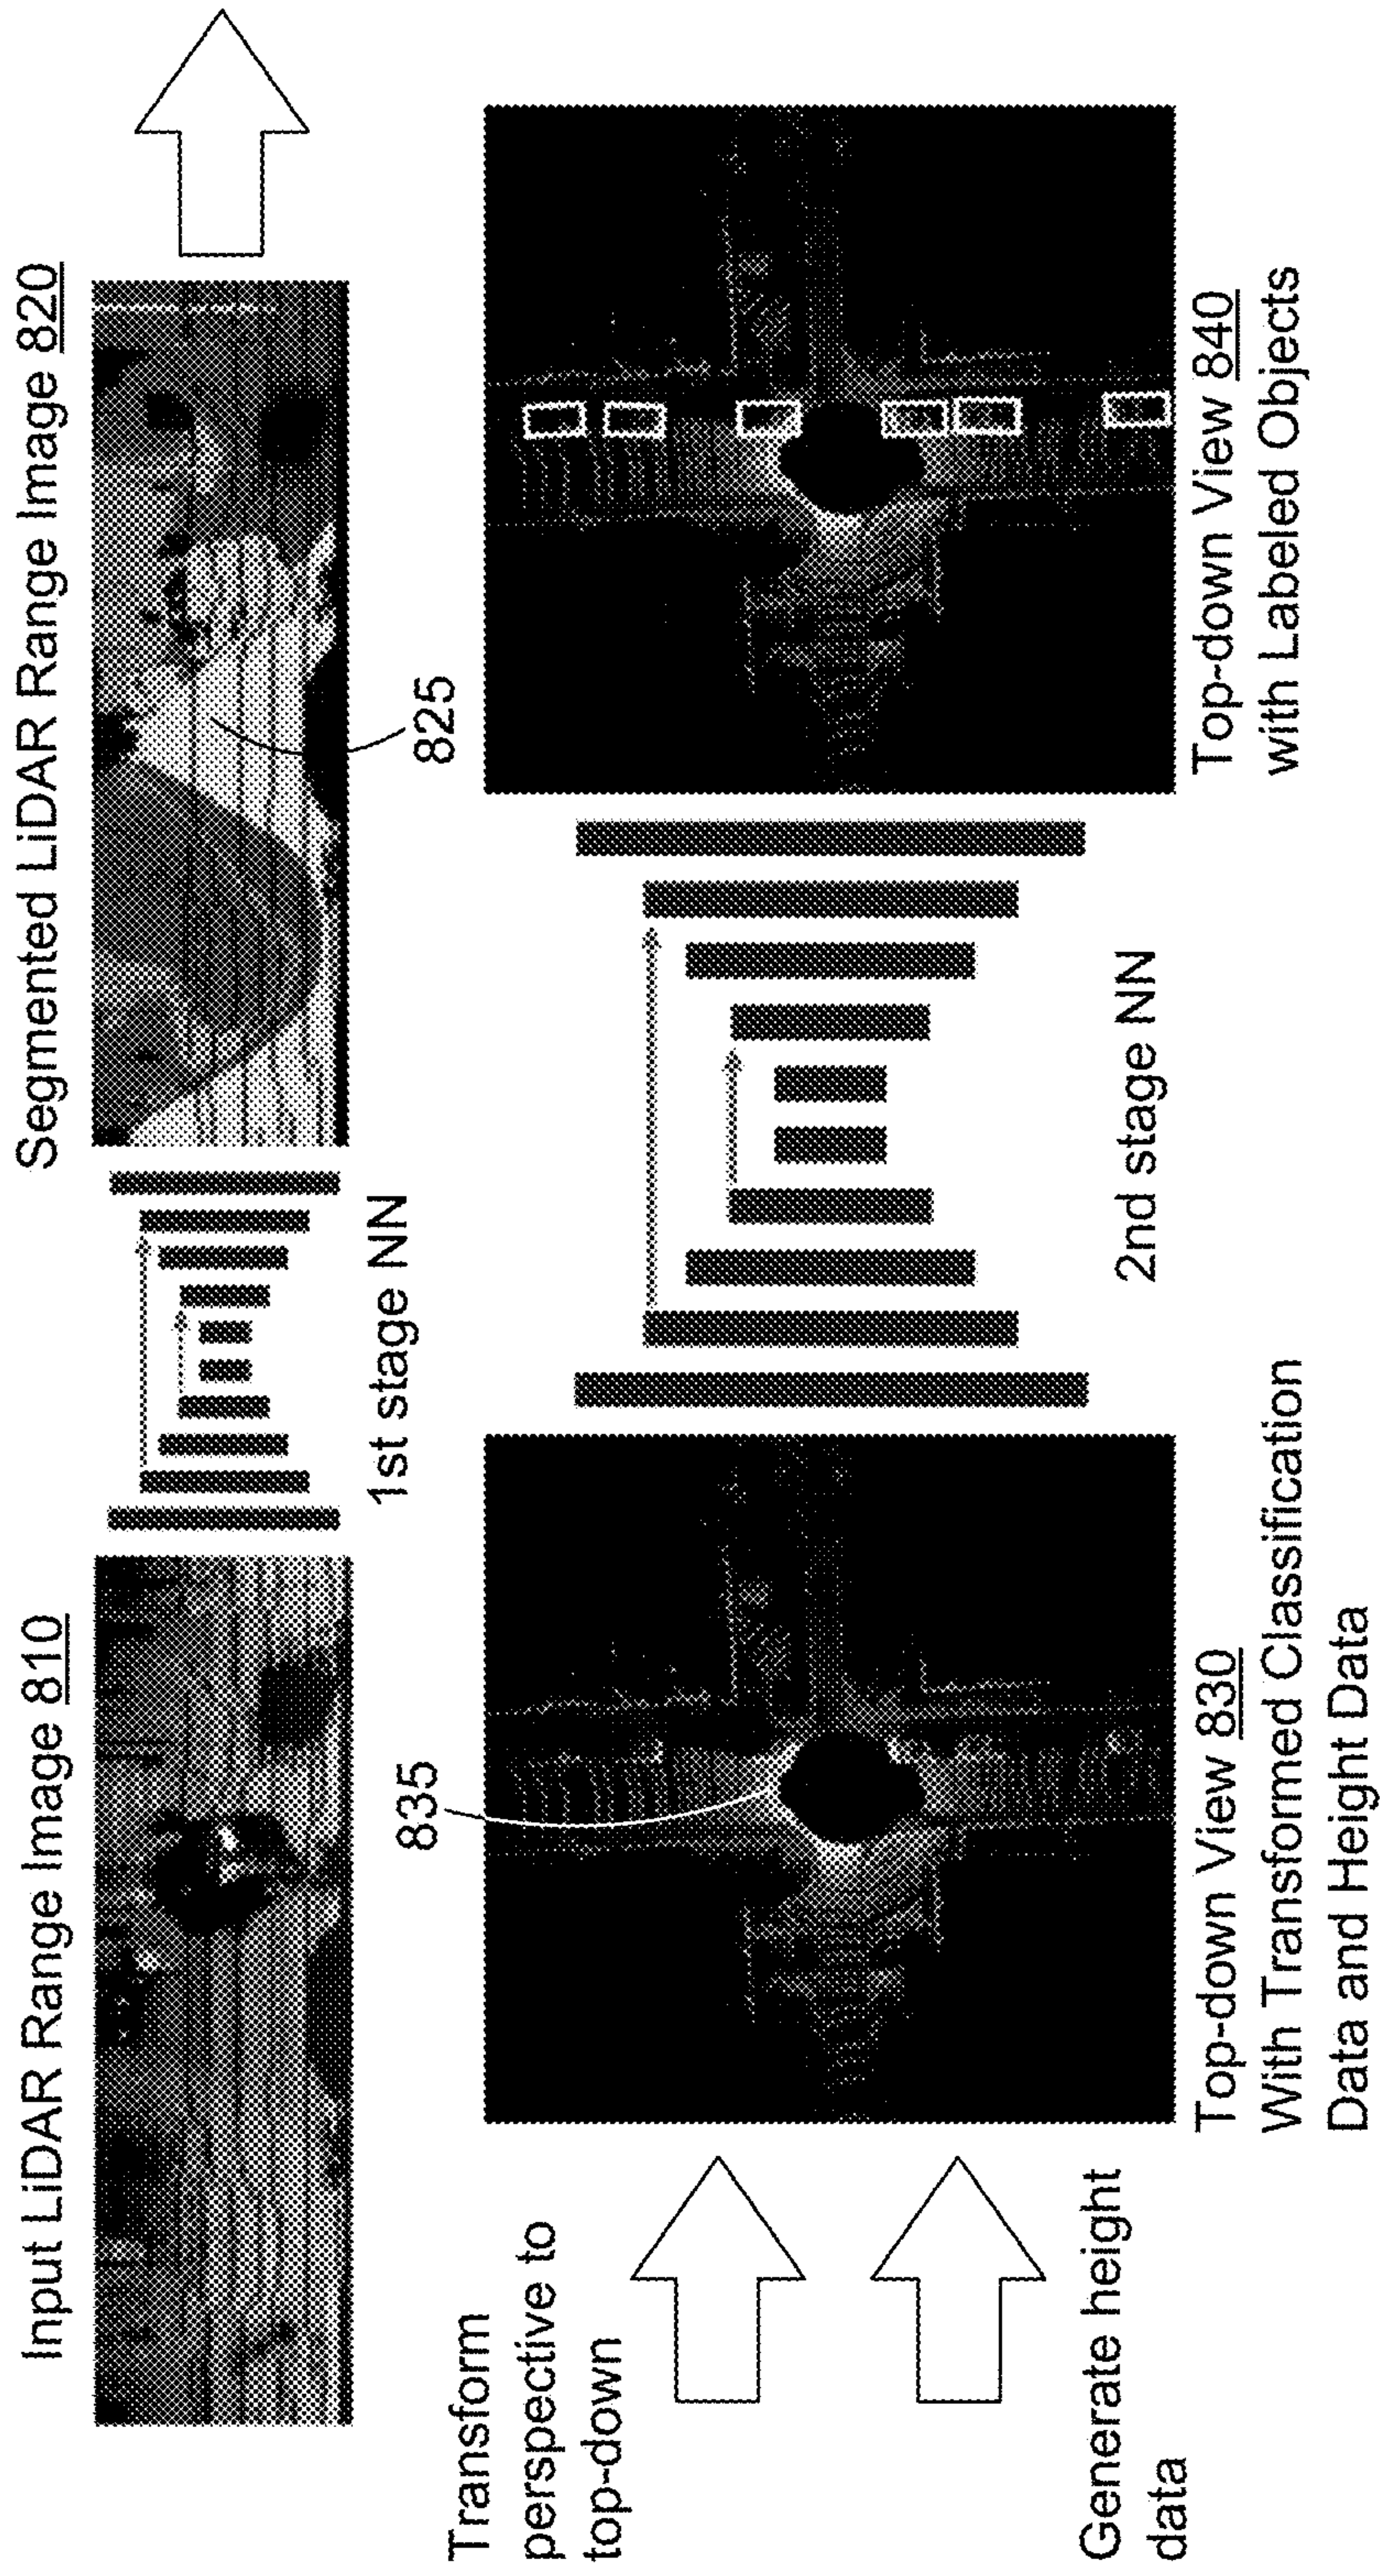 Input LiDAR Range Image 810
Segmented LiDAR Range Image 820
1st stage NN
825
Transform
perspective to
top-down
835
Generate height
data
2nd stage NN
Top-down View 830
With Transformed Classification
Data and Height Data
Top-down View 840
with Labeled Objects